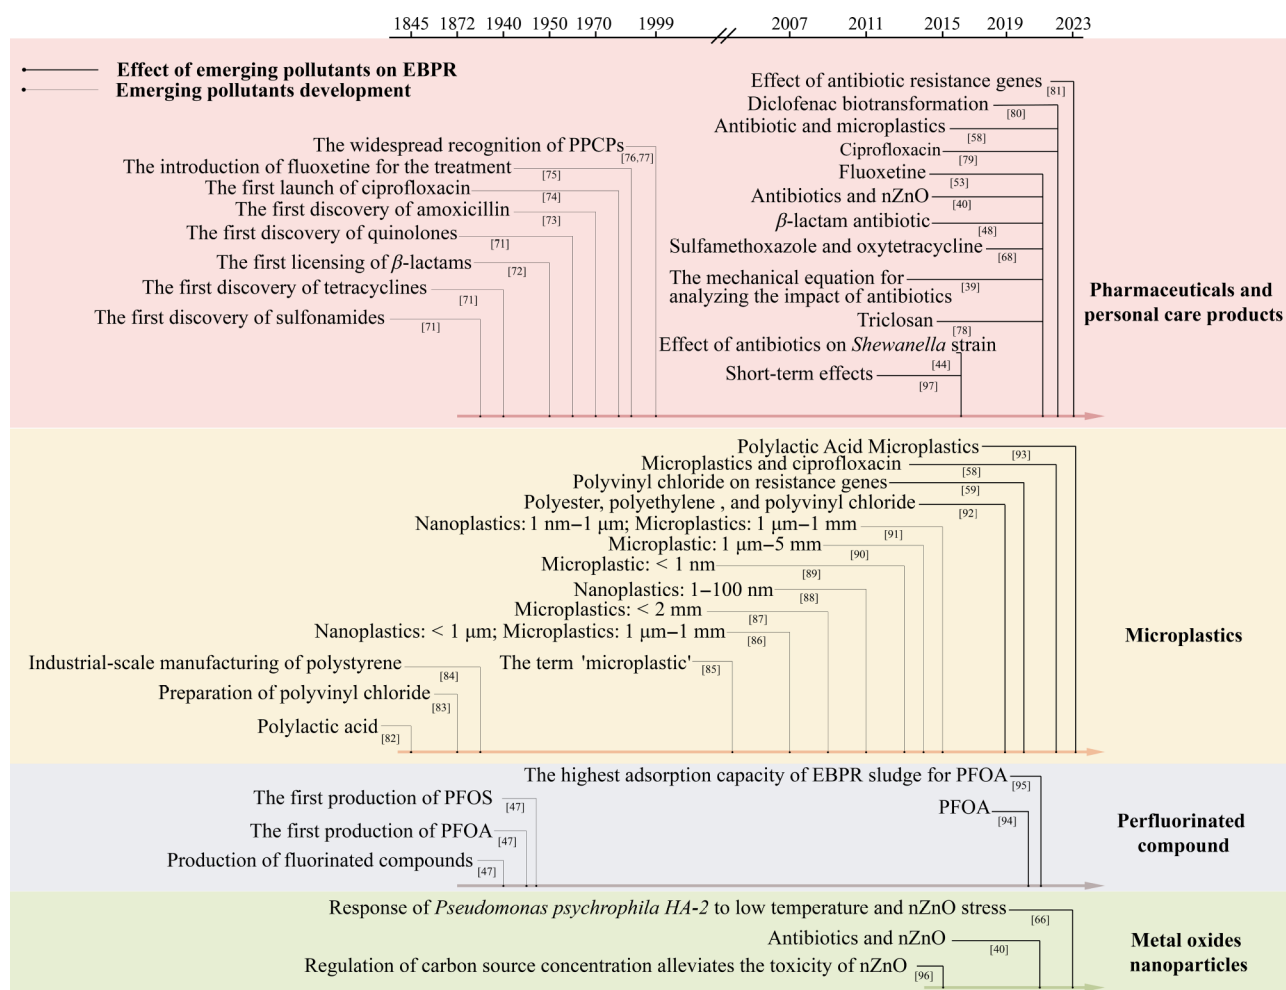 1845 1872 1940 1950 1970 1999 2007 2011 2015 2019 2023
Effect of emerging pollutants on EBPR
Emerging pollutants development
The widespread recognition of PPCPs
[76,77]
The introduction of fluoxetine for the treatment
[75]
The first launch of ciprofloxacin
[74]
The first discovery of amoxicillin
[73]
The first discovery of quinolones
[71]
The first licensing of β-lactams
[72]
The first discovery of tetracyclines
[71]
The first discovery of sulfonamides
[71]
Effect of antibiotic resistance genes
[81]
Diclofenac biotransformation
[80]
Antibiotic and microplastics
[58]
Ciprofloxacin
[79]
Fluoxetine
[53]
Antibiotics and nZnO
[40]
β-lactam antibiotic
[48]
Sulfamethoxazole and oxytetracycline
[68]
The mechanical equation for
analyzing the impact of antibiotics
[39]
Triclosan
[78]
Effect of antibiotics on Shewanella strain
[44]
Short-term effects
[97]
Pharmaceuticals and
personal care products
Polylactic Acid Microplastics
[93]
Microplastics and ciprofloxacin
[58]
Polyvinyl chloride on resistance genes
[59]
Polyester, polyethylene , and polyvinyl chloride
[92]
Nanoplastics: 1 nm−1 μm; Microplastics: 1 μm−1 mm
[91]
Microplastic: 1 μm−5 mm
[90]
Microplastic: < 1 nm
[89]
Nanoplastics: 1−100 nm
[88]
Microplastics: < 2 mm
[87]
Nanoplastics: < 1 μm; Microplastics: 1 μm−1 mm
[86]
Industrial-scale manufacturing of polystyrene
[84]
The term 'microplastic'
[85]
Preparation of polyvinyl chloride
[83]
Polylactic acid
[82]
Microplastics
The highest adsorption capacity of EBPR sludge for PFOA
[95]
The first production of PFOS
[47]
PFOA
[94]
The first production of PFOA
[47]
Production of fluorinated compounds
[47]
Perfluorinated
compound
Response of Pseudomonas psychrophila HA-2 to low temperature and nZnO stress
[66]
Antibiotics and nZnO
[40]
Regulation of carbon source concentration alleviates the toxicity of nZnO
[96]
Metal oxides
nanoparticles